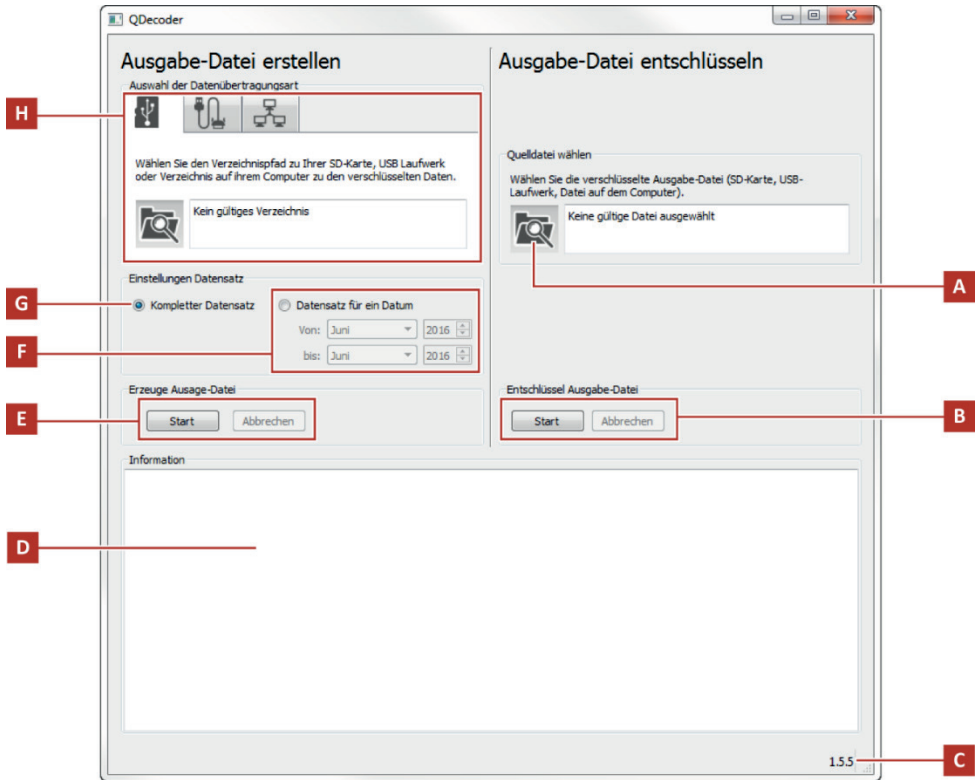 QDecoder
Ausgabe-Datei erstellen
Auswahl der Datenübertragungsart
H
Wählen Sie den Verzeichnispfad zu Ihrer SD-Karte, USB Laufwerk
oder Verzeichnis auf ihrem Computer zu den verschlüsselten Daten.
Kein gültiges Verzeichnis
Einstellungen Datensatz
G
Kompletter Datensatz
Datensatz für ein Datum
F
Von: Juni 2016
bis: Juni 2016
Erzeuge Ausage-Datei
E
Start Abbrechen
Ausgabe-Datei entschlüsseln
Quelldatei wählen
Wählen Sie die verschlüsselte Ausgabe-Datei (SD-Karte, USB-
Laufwerk, Datei auf dem Computer).
Keine gültige Datei ausgewählt
A
Entschlüssel Ausgabe-Datei
Start Abbrechen
B
Information
D
1.5.5
C